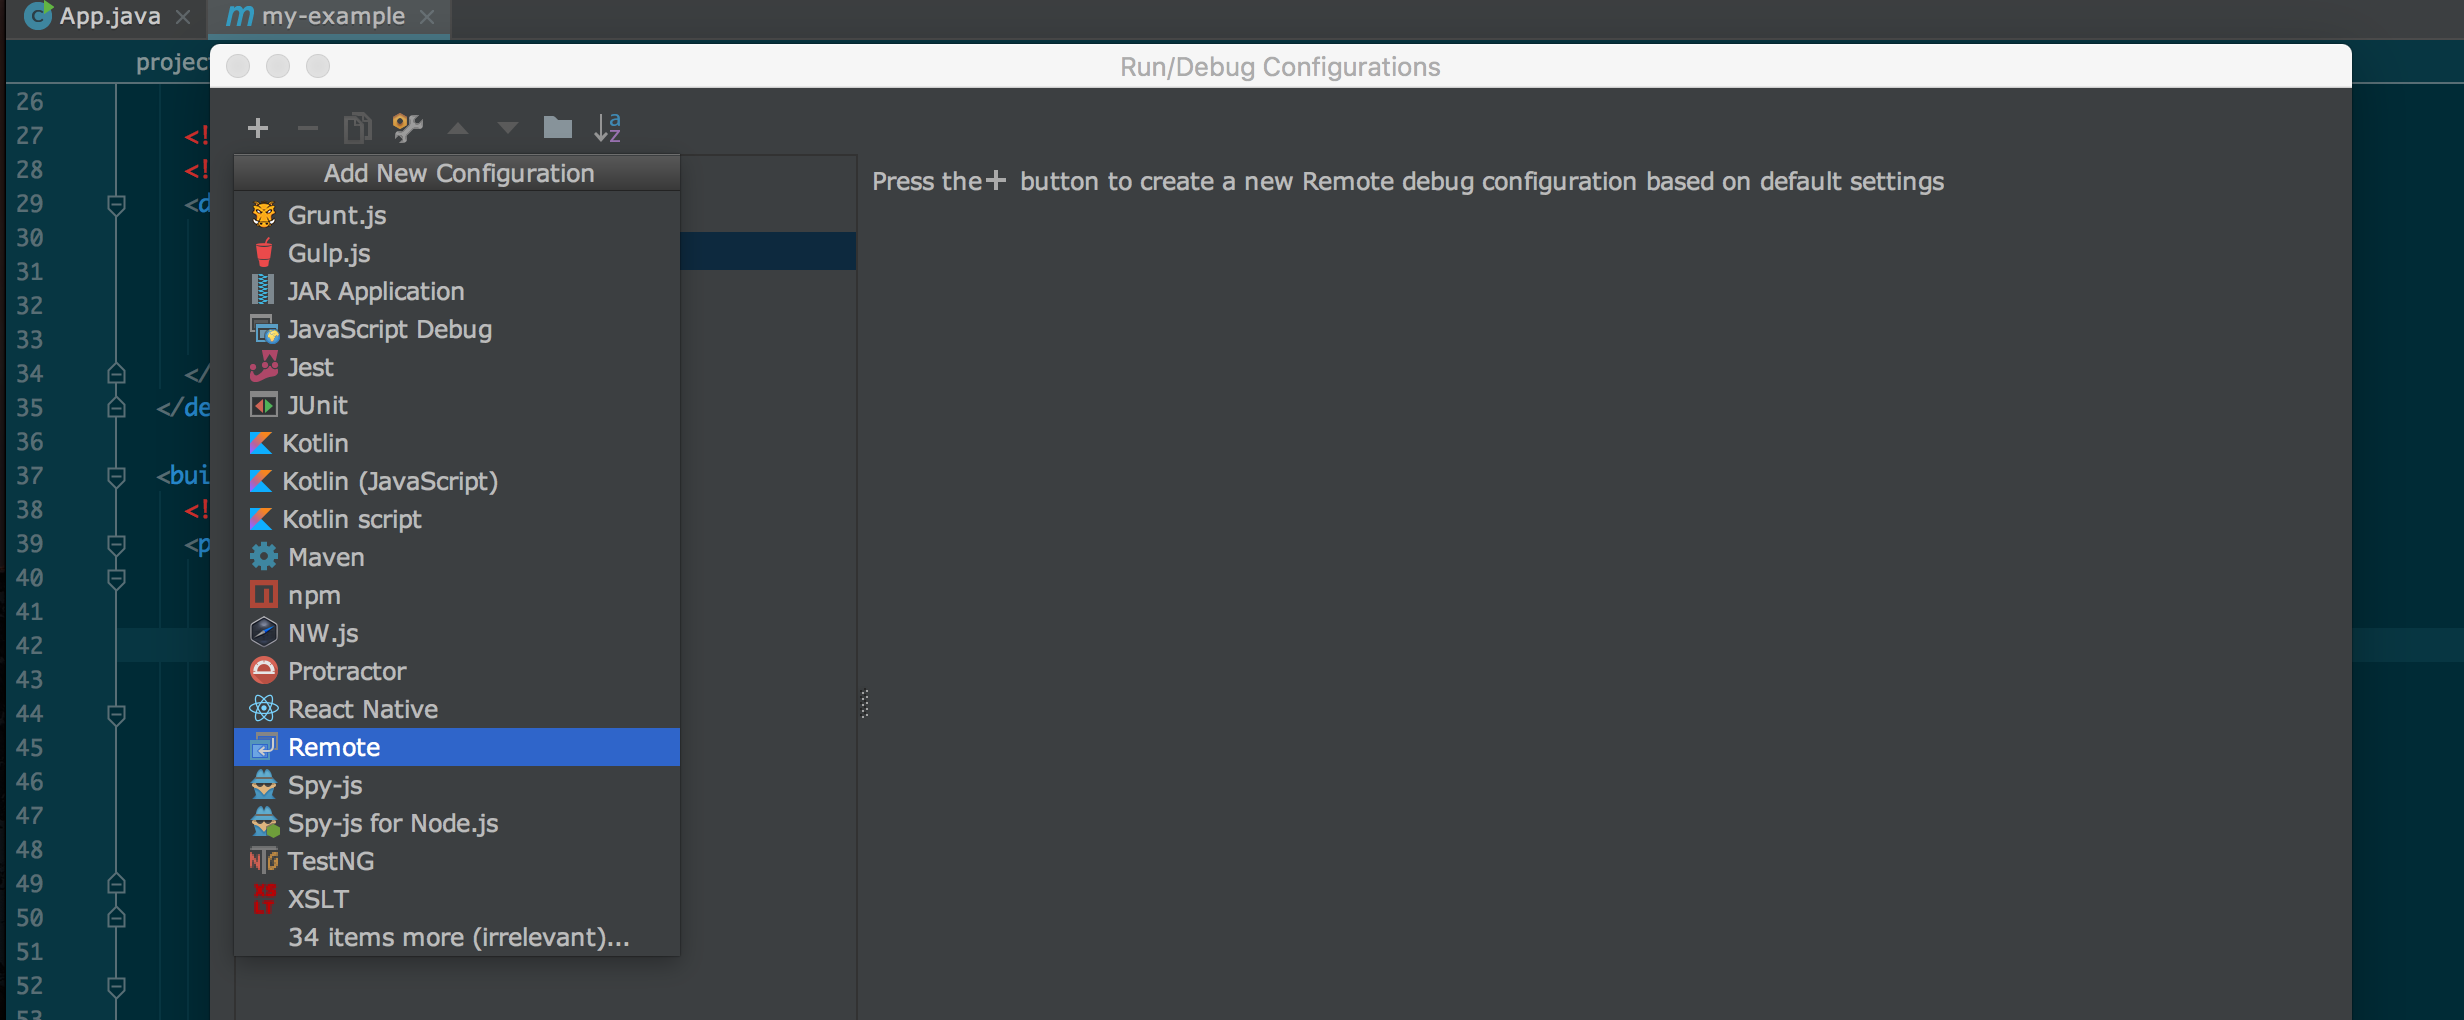 App.java
my-example
projec
Run/Debug Configurations
26
27 <!
28 <!
29 <d
30
31
32
33
34 </
35 </de
36
37 <bui
38 <!
39 <p
40
41
42
43
44
45
46
47
48
49
50
51
52
53
a
z
Add New Configuration
Grunt.js
Gulp.js
JAR Application
JavaScript Debug
Jest
JUnit
Kotlin
Kotlin (JavaScript)
Kotlin script
Maven
npm
NW.js
Protractor
React Native
Remote
Spy-js
Spy-js for Node.js
TestNG
XSLT
34 items more (irrelevant)...
Press the + button to create a new Remote debug configuration based on default settings